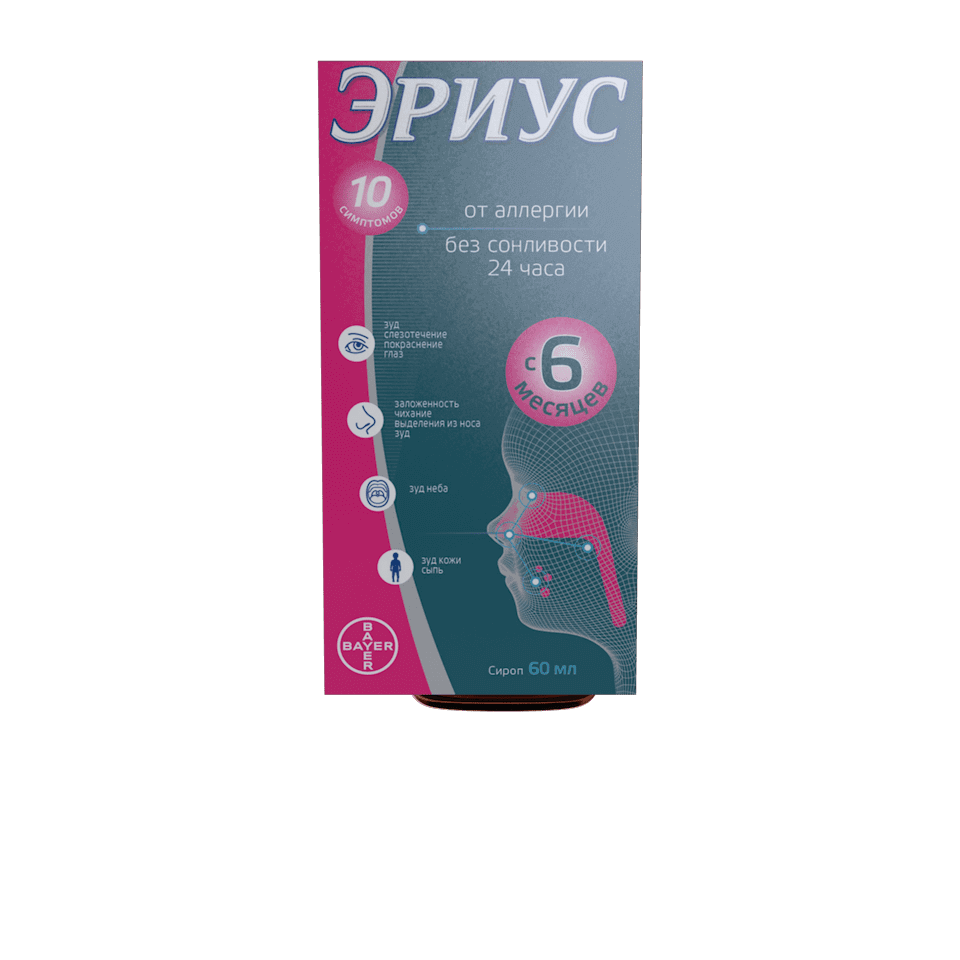 ЭРИУС
10
СИМПТОМОВ
от аллергии
без сонливости
24 часа
зуд
слезотечение
покраснение
глаз
с 6
месяцев
заложенность
чихание
выделения из носа
зуд
зуд неба
зуд кожи
сыпь
BAYER
BAYER
Сироп 60 мл